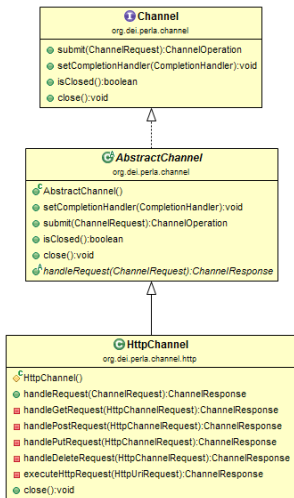 Channel
org.dei.perla.channel
submit(ChannelRequest):ChannelOperation
setCompletionHandler(CompletionHandler):void
isClosed():boolean
close():void
AbstractChannel
org.dei.perla.channel
AbstractChannel()
setCompletionHandler(CompletionHandler):void
submit(ChannelRequest):ChannelOperation
isClosed():boolean
close():void
handleRequest(ChannelRequest):ChannelResponse
HttpChannel
org.dei.perla.channel.http
HttpChannel()
handleRequest(ChannelRequest):ChannelResponse
handleGetRequest(HttpChannelRequest):ChannelResponse
handlePostRequest(HttpChannelRequest):ChannelResponse
handlePutRequest(HttpChannelRequest):ChannelResponse
handleDeleteRequest(HttpChannelRequest):ChannelResponse
executeHttpRequest(HttpUriRequest):ChannelResponse
close():void